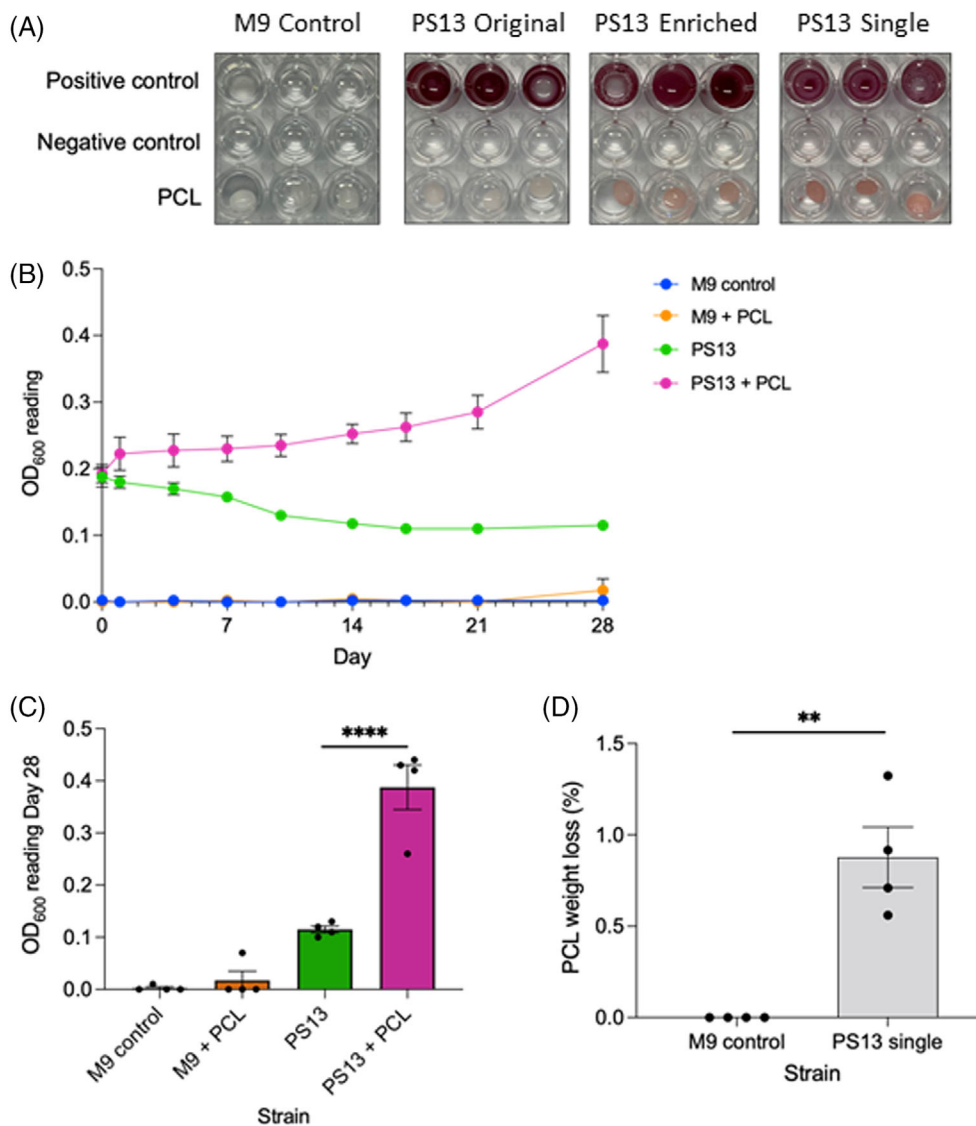 (A)
M9 Control PS13 Original PS13 Enriched PS13 Single
Positive control
Negative control
PCL
(B)
0.5
0.4
0.3
0.2
0.1
0.0
OD600 reading
0 7 14 21 28
Day
M9 control
M9 + PCL
PS13
PS13 + PCL
(C)
****
0.5
0.4
0.3
0.2
0.1
0.0
OD600 reading Day 28
M9 control M9 + PCL PS13 PS13 + PCL
Strain
(D)
**
1.5
1.0
0.5
0.0
PCL weight loss (%)
M9 control PS13 single
Strain